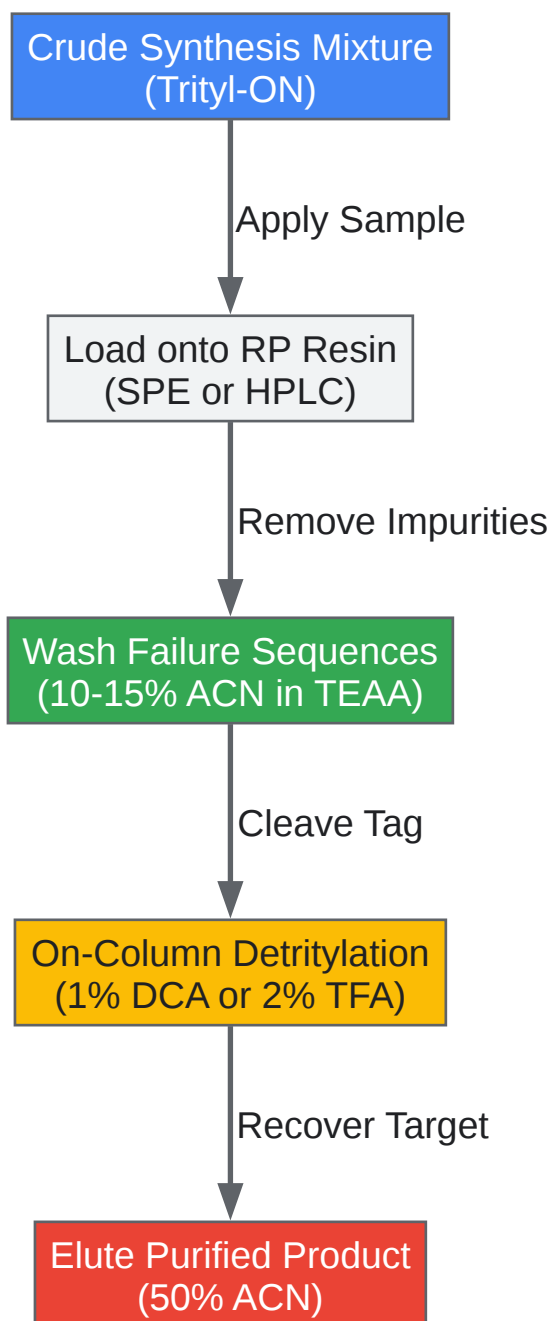 Crude Synthesis Mixture
(Trityl-ON)
Apply Sample
Load onto RP Resin
(SPE or HPLC)
Remove Impurities
Wash Failure Sequences
(10-15% ACN in TEAA)
Cleave Tag
On-Column Detritylation
(1% DCA or 2% TFA)
Recover Target
Elute Purified Product
(50% ACN)